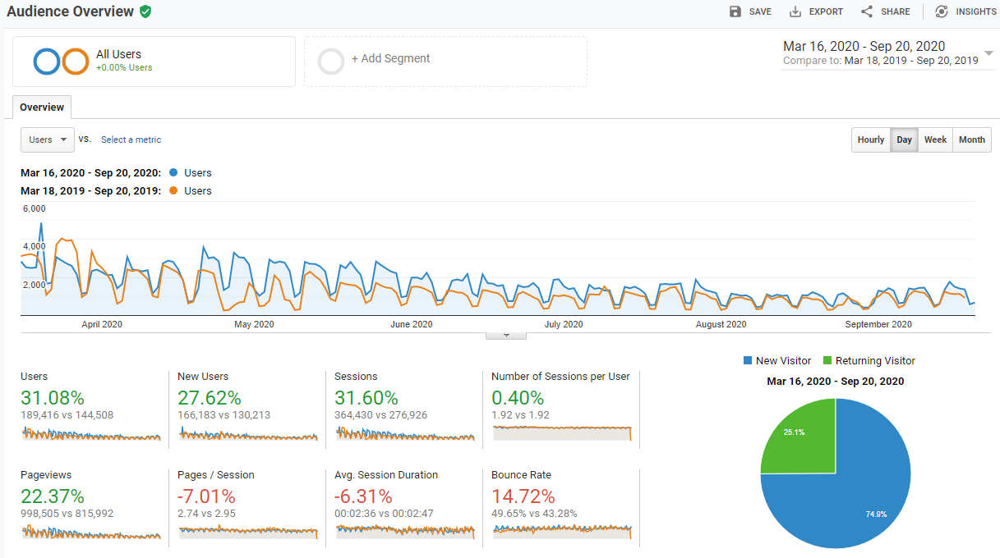 Audience Overview
SAVE EXPORT SHARE INSIGHTS
All Users
+0.00% Users
+ Add Segment
Mar 16, 2020 - Sep 20, 2020
Compare to: Mar 18, 2019 - Sep 20, 2019
Overview
Users VS. Select a metric
Hourly Day Week Month
Mar 16, 2020 - Sep 20, 2020: Users
Mar 18, 2019 - Sep 20, 2019: Users
6,000
4,000
2,000
April 2020 May 2020 June 2020 July 2020 August 2020 September 2020
Users
31.08%
189,416 vs 144,508
New Users
27.62%
166,183 vs 130,213
Sessions
31.60%
364,430 vs 276,926
Number of Sessions per User
0.40%
1.92 vs 1.92
Pageviews
22.37%
998,505 vs 815,992
Pages / Session
-7.01%
2.74 vs 2.95
Avg. Session Duration
-6.31%
00:02:36 vs 00:02:47
Bounce Rate
14.72%
49.65% vs 43.28%
New Visitor Returning Visitor
Mar 16, 2020 - Sep 20, 2020
25.1%
74.9%